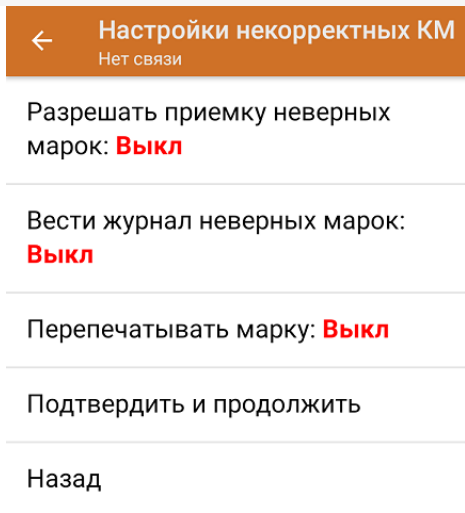 Настройки некорректных КМ
Нет связи
Разрешать приемку неверных
марок: Выкл
Вести журнал неверных марок:
Выкл
Перепечатывать марку: Выкл
Подтвердить и продолжить
Назад